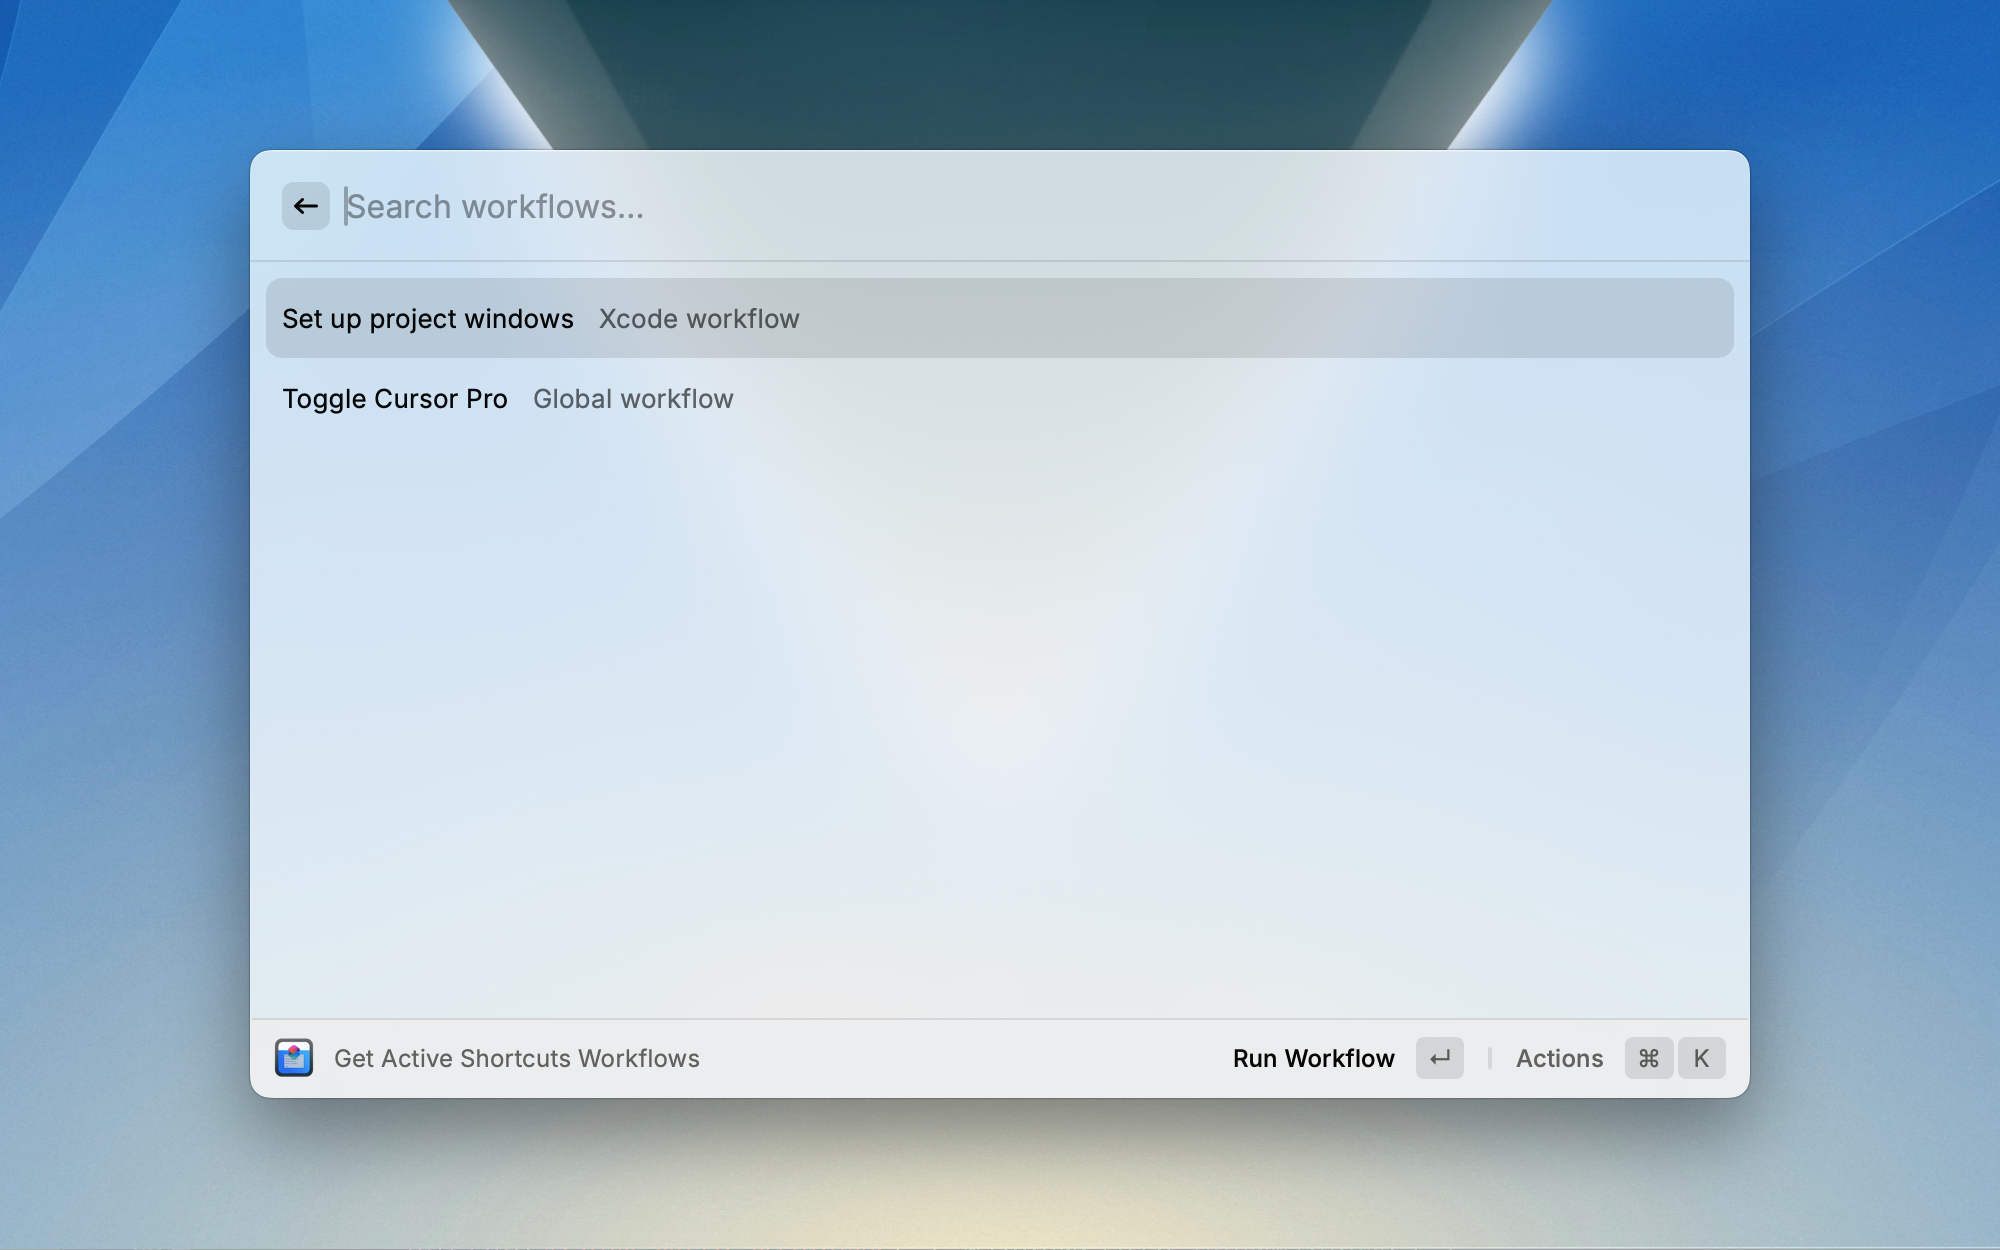 Search workflows...
Set up project windows Xcode workflow
Toggle Cursor Pro Global workflow
Get Active Shortcuts Workflows Run Workflow ↵ Actions ⌘ K